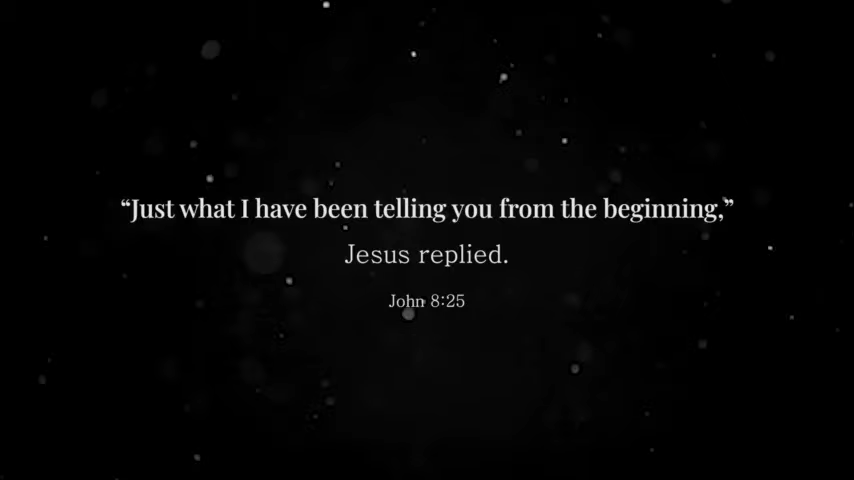 “Just what I have been telling you from the beginning,”
Jesus replied.
John 8:25